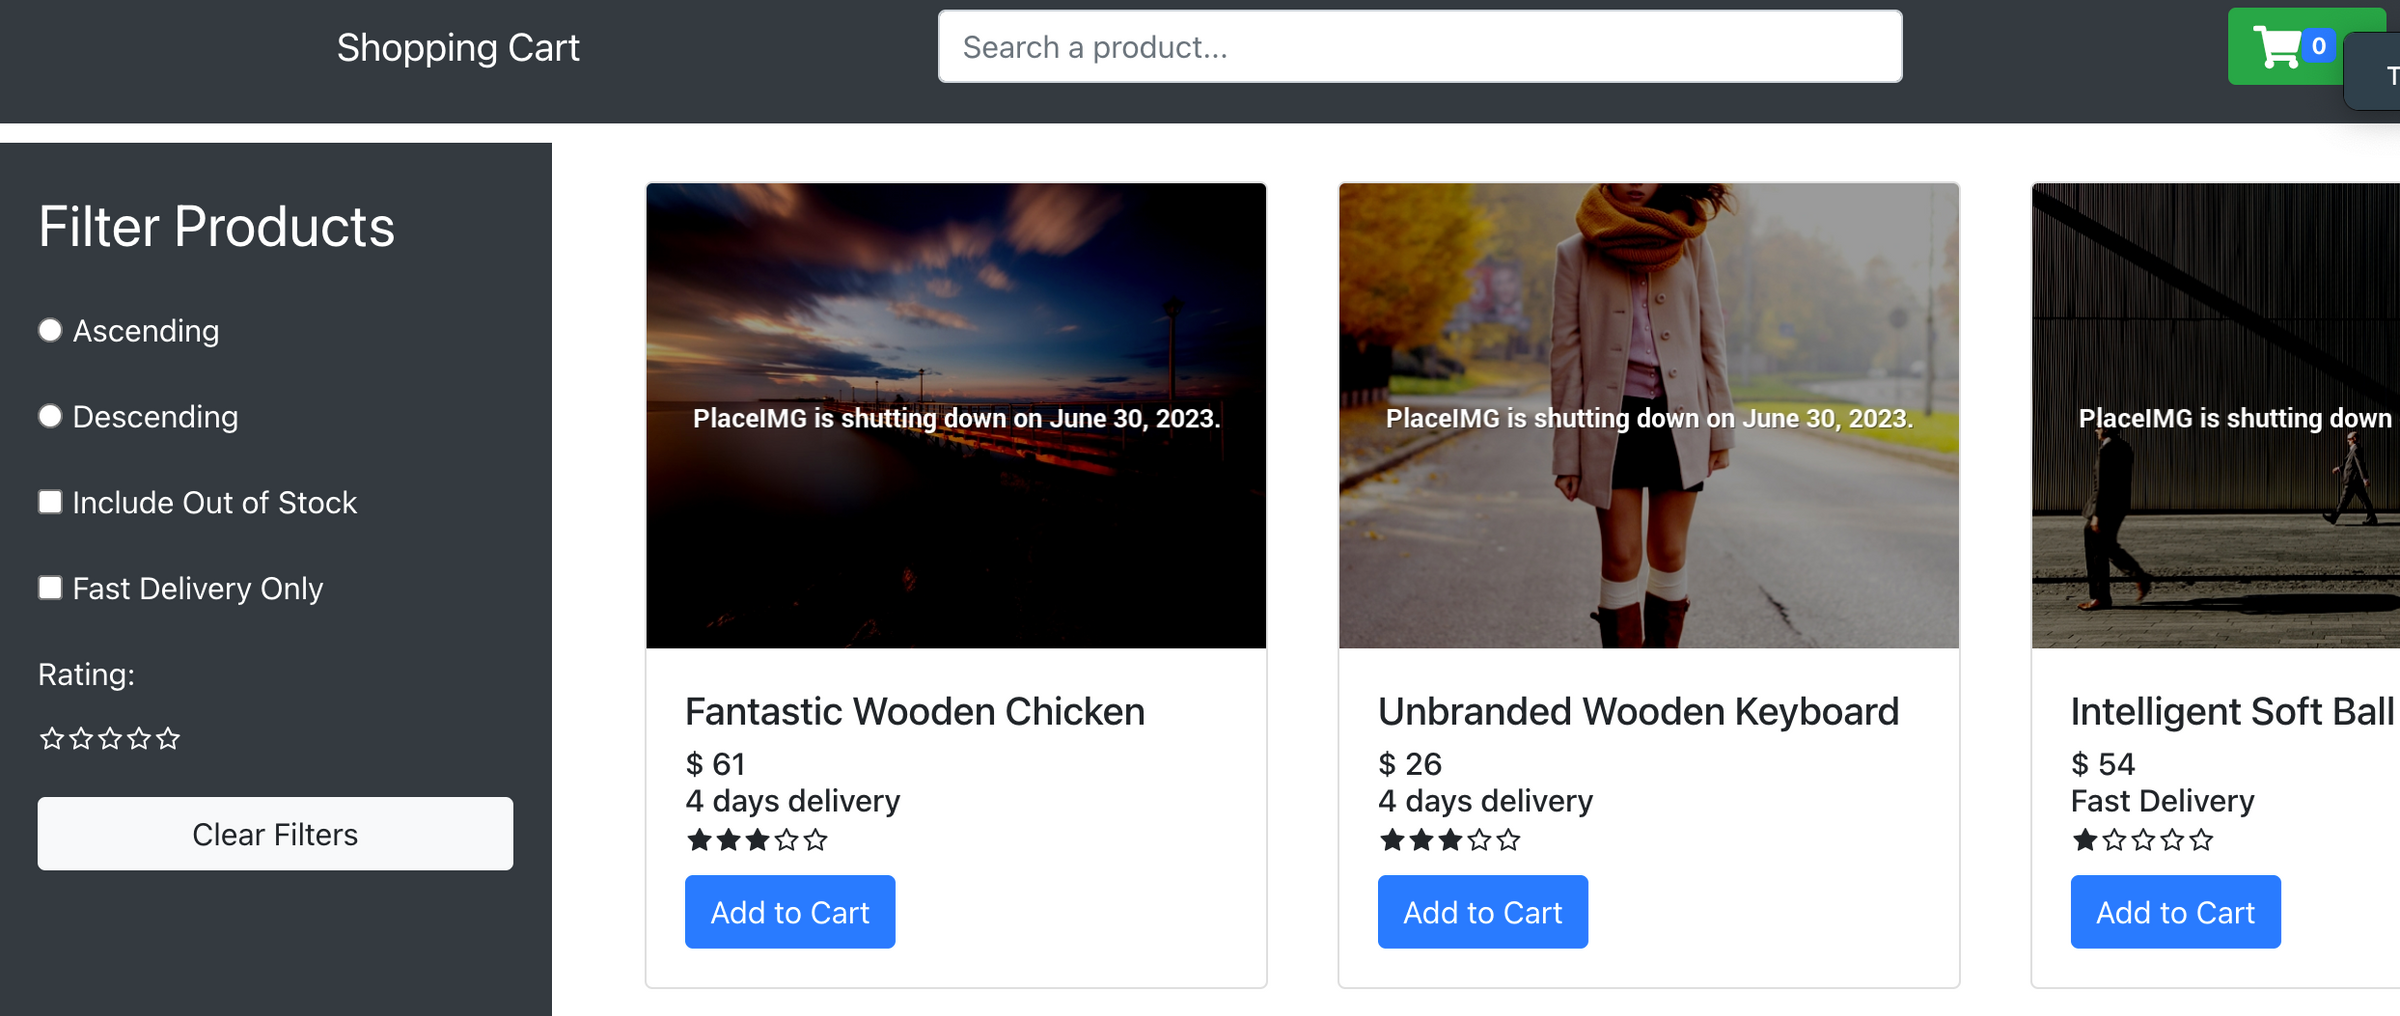 Shopping Cart
Search a product...
0
T
Filter Products
Ascending
Descending
Include Out of Stock
Fast Delivery Only
Rating:
Clear Filters
PlaceIMG is shutting down on June 30, 2023.
Fantastic Wooden Chicken
$ 61
4 days delivery
Add to Cart
PlaceIMG is shutting down on June 30, 2023.
Unbranded Wooden Keyboard
$ 26
4 days delivery
Add to Cart
PlaceIMG is shutting down
Intelligent Soft Ball
$ 54
Fast Delivery
Add to Cart